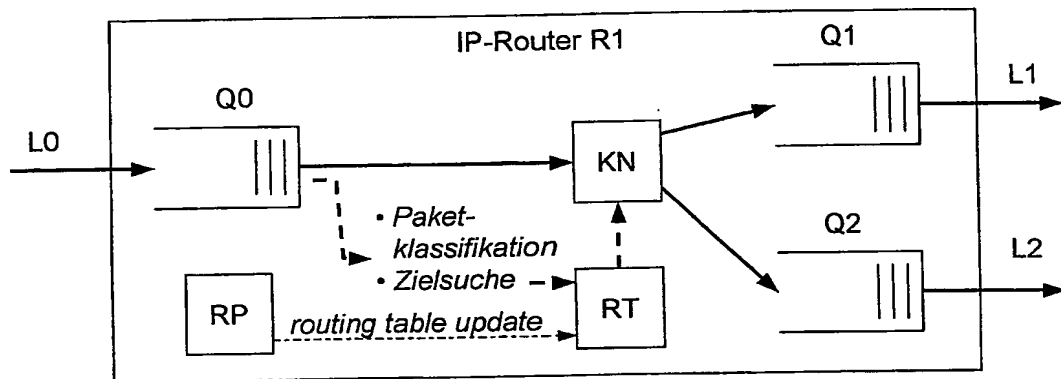 IP-Router R1
Q1
L1
Q0
L0
KN
• Paket-
klassifikation
• Zielsuche
Q2
L2
RP
routing table update
RT